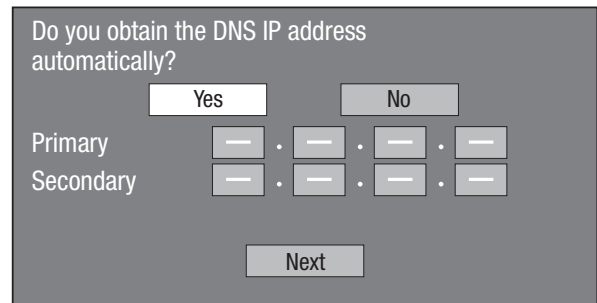 Do you obtain the DNS IP address
automatically?
Yes No
Primary — . — . — . —
Secondary — . — . — . —
Next